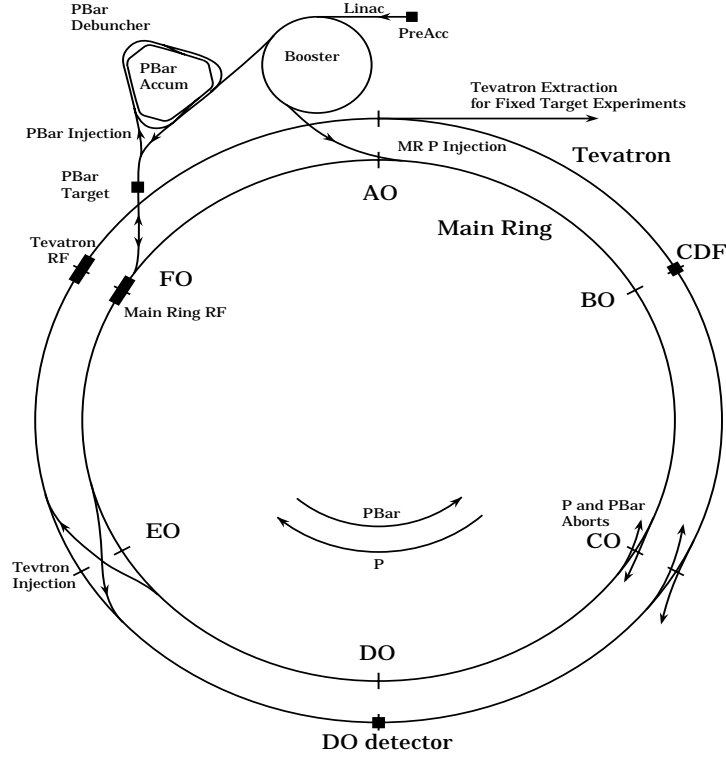 PBar
Debuncher
Linac
PreAcc
Booster
PBar
Accum
Tevatron Extraction
for Fixed Target Experiments
PBar Injection
MR P Injection
Tevatron
PBar
Target
AO
Main Ring
Tevatron
RF
CDF
FO
BO
Main Ring RF
P and PBar
Aborts
PBar
EO
CO
P
Tevtron
Injection
DO
DO detector